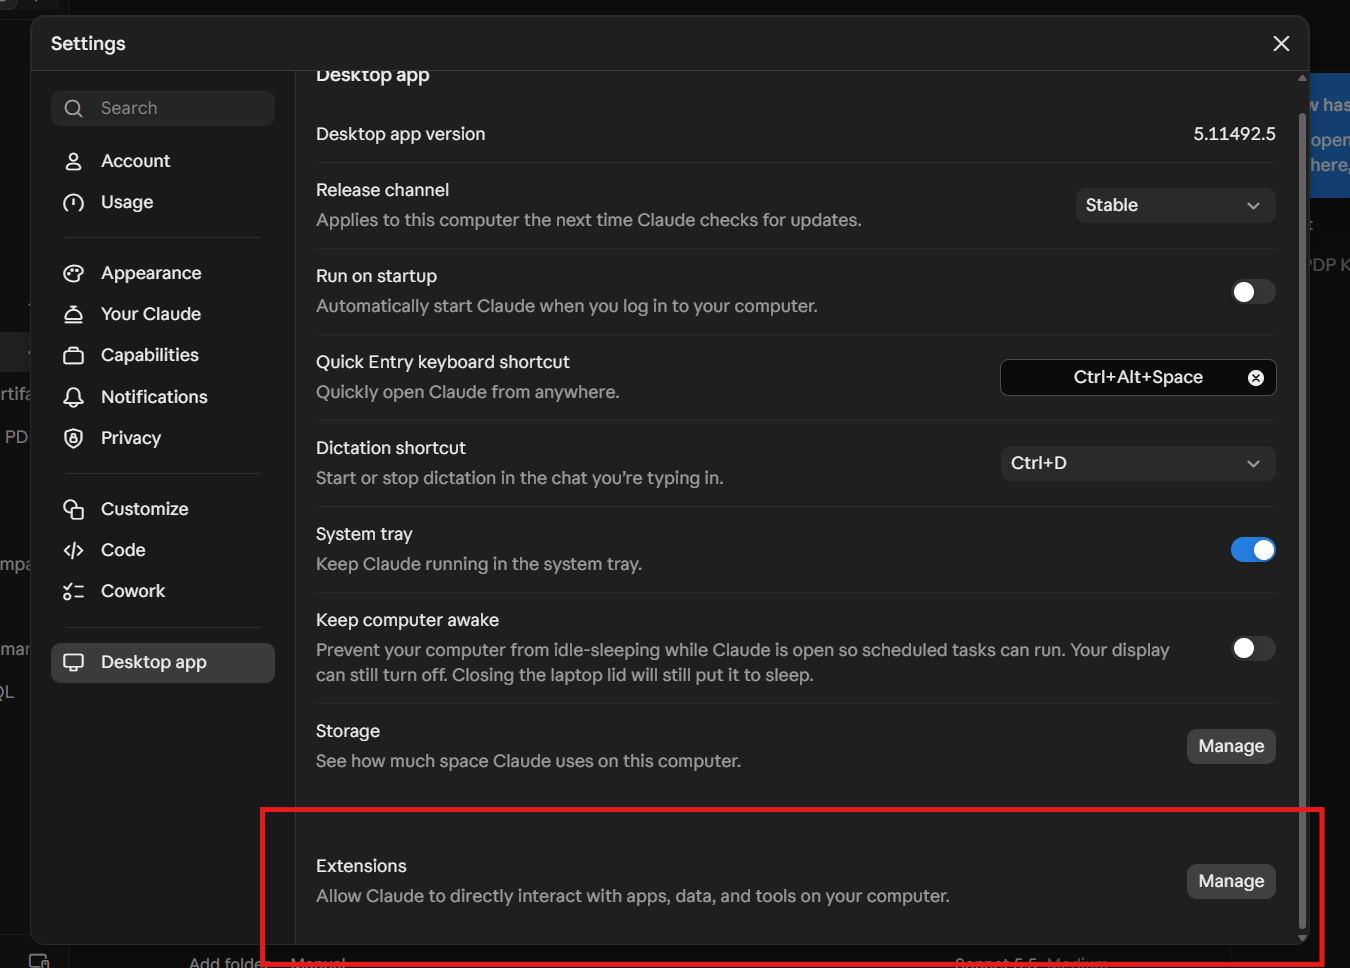 Settings
Search
Account
Usage
Appearance
Your Claude
Capabilities
Notifications
Privacy
Customize
Code
Cowork
Desktop app
Desktop app
Desktop app version
5.11492.5
Release channel
Applies to this computer the next time Claude checks for updates.
Stable
Run on startup
Automatically start Claude when you log in to your computer.
Quick Entry keyboard shortcut
Quickly open Claude from anywhere.
Ctrl+Alt+Space
Dictation shortcut
Start or stop dictation in the chat you’re typing in.
Ctrl+D
System tray
Keep Claude running in the system tray.
Keep computer awake
Prevent your computer from idle-sleeping while Claude is open so scheduled tasks can run. Your display
can still turn off. Closing the laptop lid will still put it to sleep.
Storage
See how much space Claude uses on this computer.
Manage
Extensions
Allow Claude to directly interact with apps, data, and tools on your computer.
Manage
has
open
here,
PD
Add folder
Manual